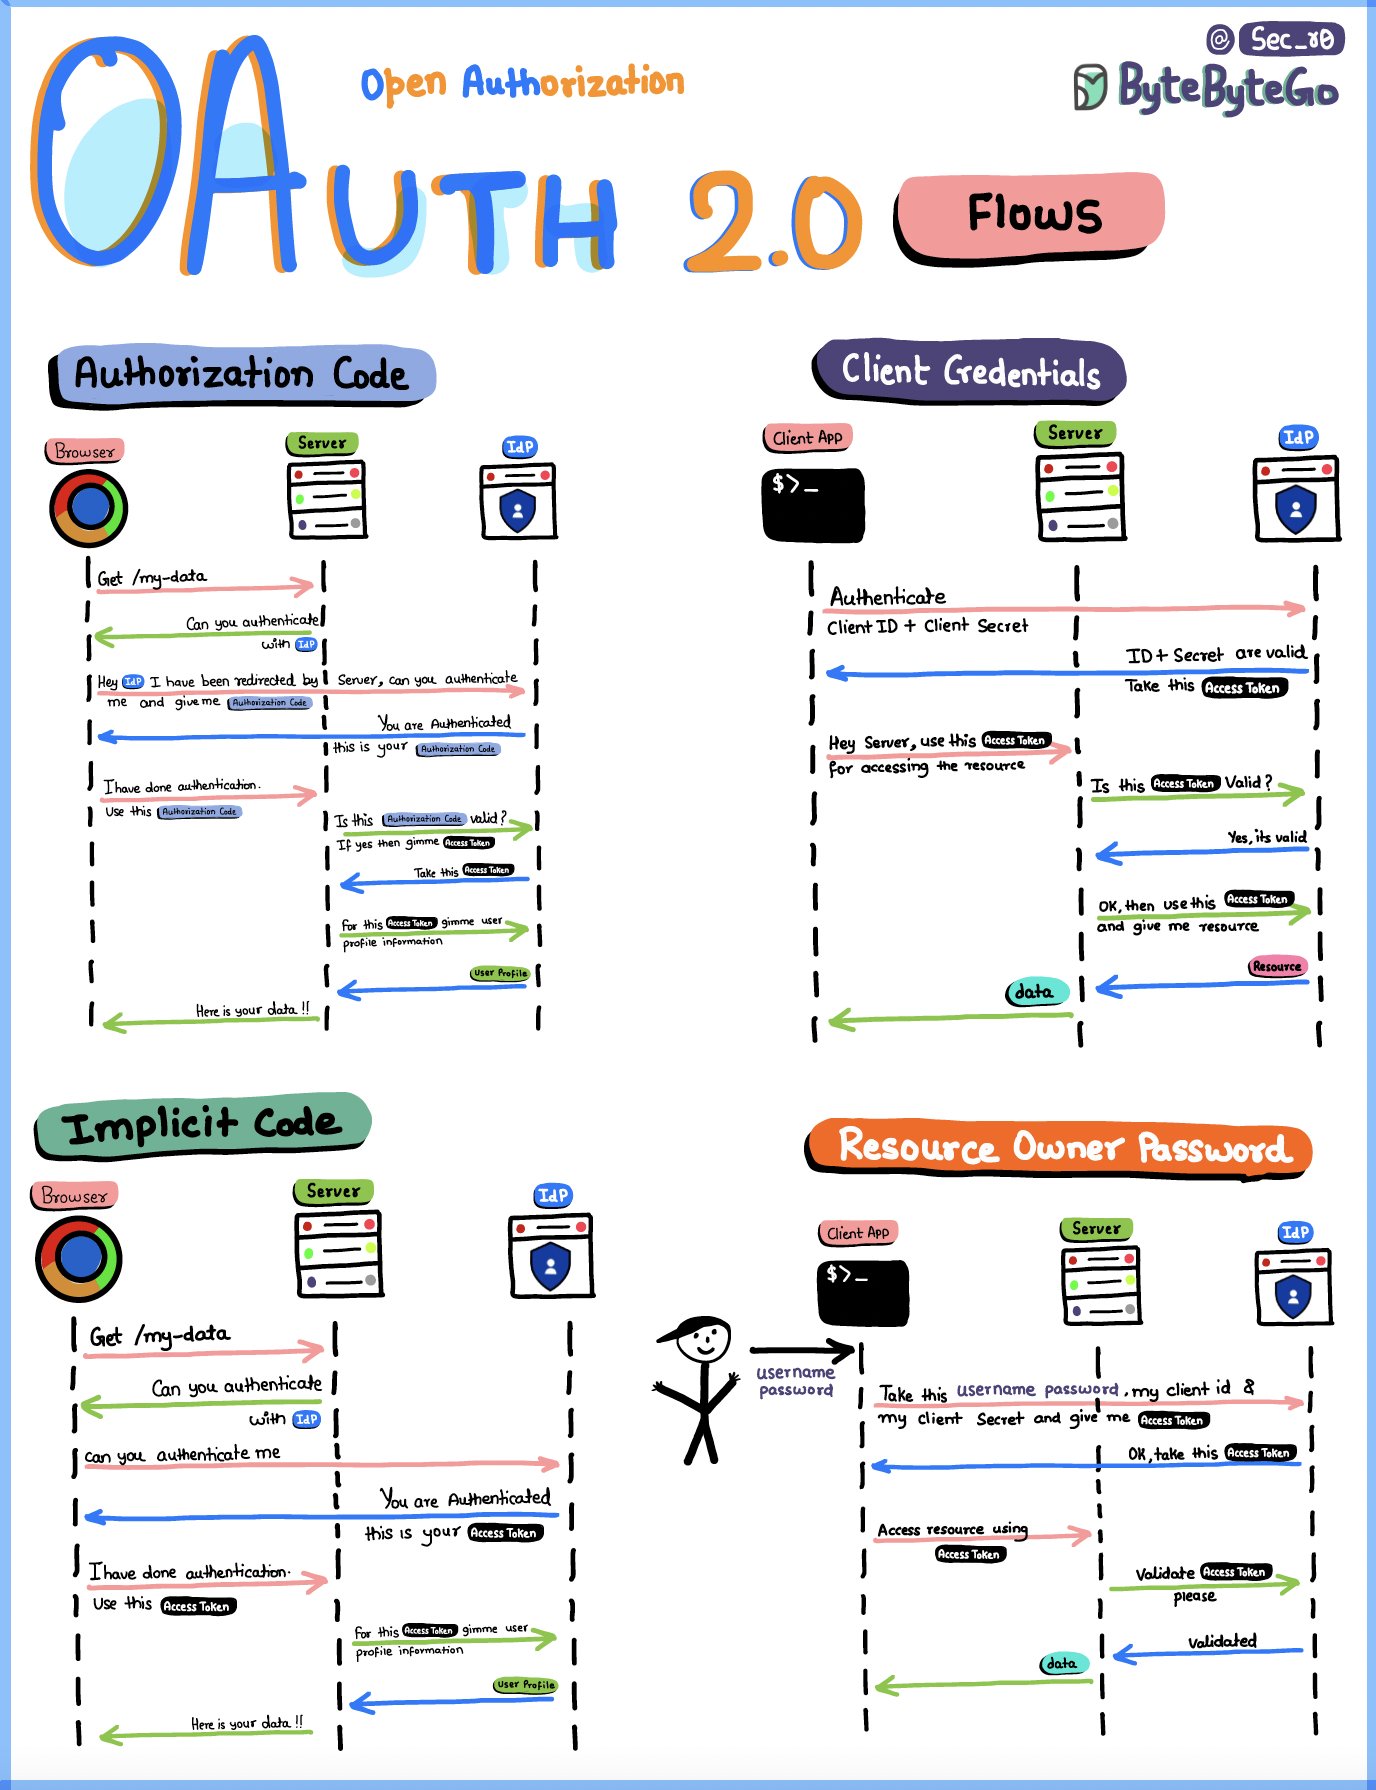 @ Sec_r0
ByteByteGo
Open Authorization
OAUTH 2.0
Flows
Authorization Code
Browser
Server
IdP
Get /my-data
Can you authenticate
with IdP
Hey IdP I have been redirected by Server, can you authenticate
me and give me Authorization Code
You are Authenticated
this is your Authorization Code
I have done authentication.
Use this Authorization Code
Is this Authorization Code valid?
If yes then gimme Access Token
Take this Access Token
for this Access Token gimme user
profile information
User Profile
Here is your data !!
Client Credentials
Client App
Server
IdP
$>_
Authenticate
Client ID + Client Secret
ID + Secret are valid
Take this Access Token
Hey Server, use this Access Token
for accessing the resource
Is this Access Token Valid?
Yes, its valid
OK, then use this Access Token
and give me resource
Resource
data
Implicit Code
Browser
Server
IdP
Get /my-data
Can you authenticate
with IdP
can you authenticate me
You are Authenticated
this is your Access Token
I have done authentication.
Use this Access Token
for this Access Token gimme user
profile information
User Profile
Here is your data !!
Resource Owner Password
Client App
Server
IdP
$>_
username
password
Take this username password, my client id &
my client Secret and give me Access Token
OK, take this Access Token
Access resource using
Access Token
Validate Access Token
please
Validated
data